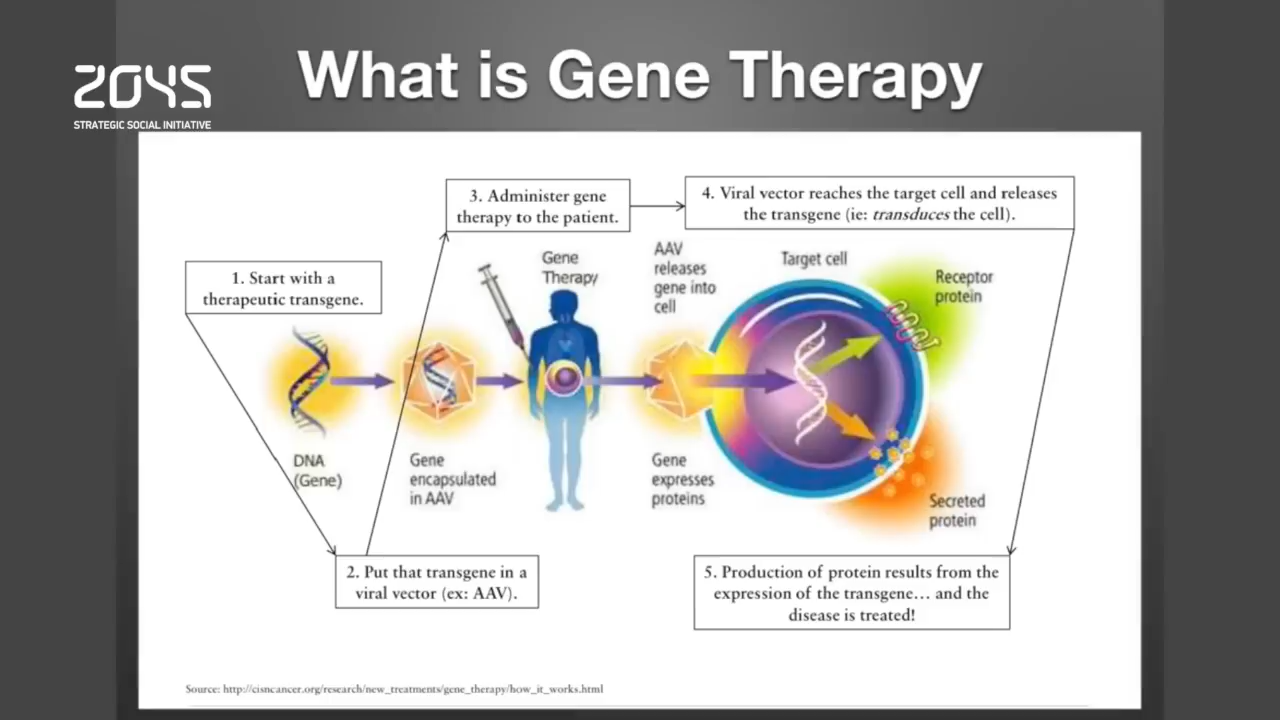 What is Gene Therapy
2045
STRATEGIC SOCIAL INITIATIVE
1. Start with a
therapeutic transgene.
2. Put that transgene in a
viral vector (ex: AAV).
3. Administer gene
therapy to the patient.
4. Viral vector reaches the target cell and releases
the transgene (ie: transduces the cell).
5. Production of protein results from the
expression of the transgene... and the
disease is treated!
DNA
(Gene)
Gene
encapsulated
in AAV
Gene
Therapy
AAV
releases
gene into
cell
Gene
expresses
proteins
Target cell
Receptor
protein
Secreted
protein
Source: http://cisncancer.org/research/new_treatments/gene_therapy/how_it_works.html